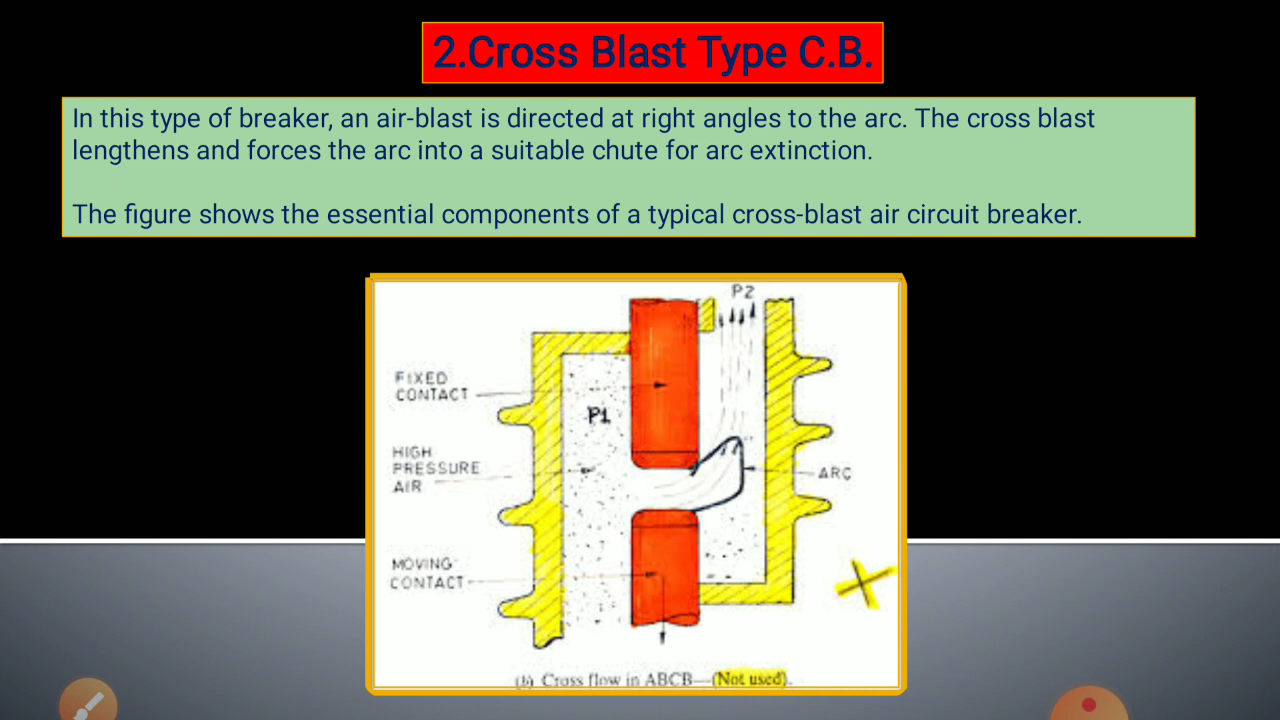 2.Cross Blast Type C.B.
In this type of breaker, an air-blast is directed at right angles to the arc. The cross blast
lengthens and forces the arc into a suitable chute for arc extinction.
The figure shows the essential components of a typical cross-blast air circuit breaker.
P2
FIXED
CONTACT
P1
HIGH
PRESSURE
AIR
ARC
MOVING
CONTACT
(b) Cross flow in ABCB—(Not used).